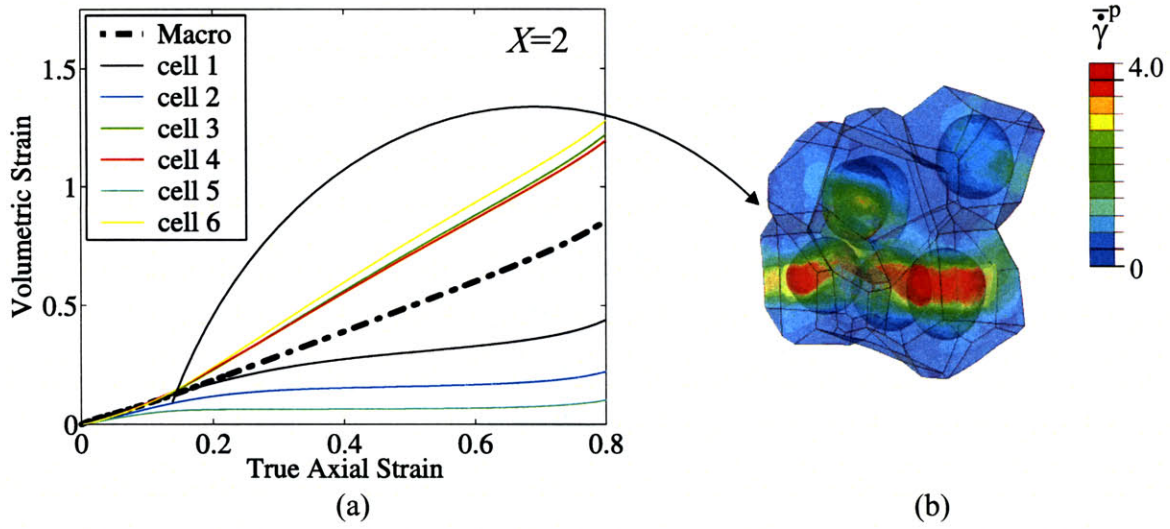 Macro
cell 1
cell 2
cell 3
cell 4
cell 5
cell 6
X=2
1.5
1
0.5
0
0
0.2
0.4
0.6
0.8
Volumetric Strain
True Axial Strain
(a)
γ̇̄ᵖ
4.0
0
(b)